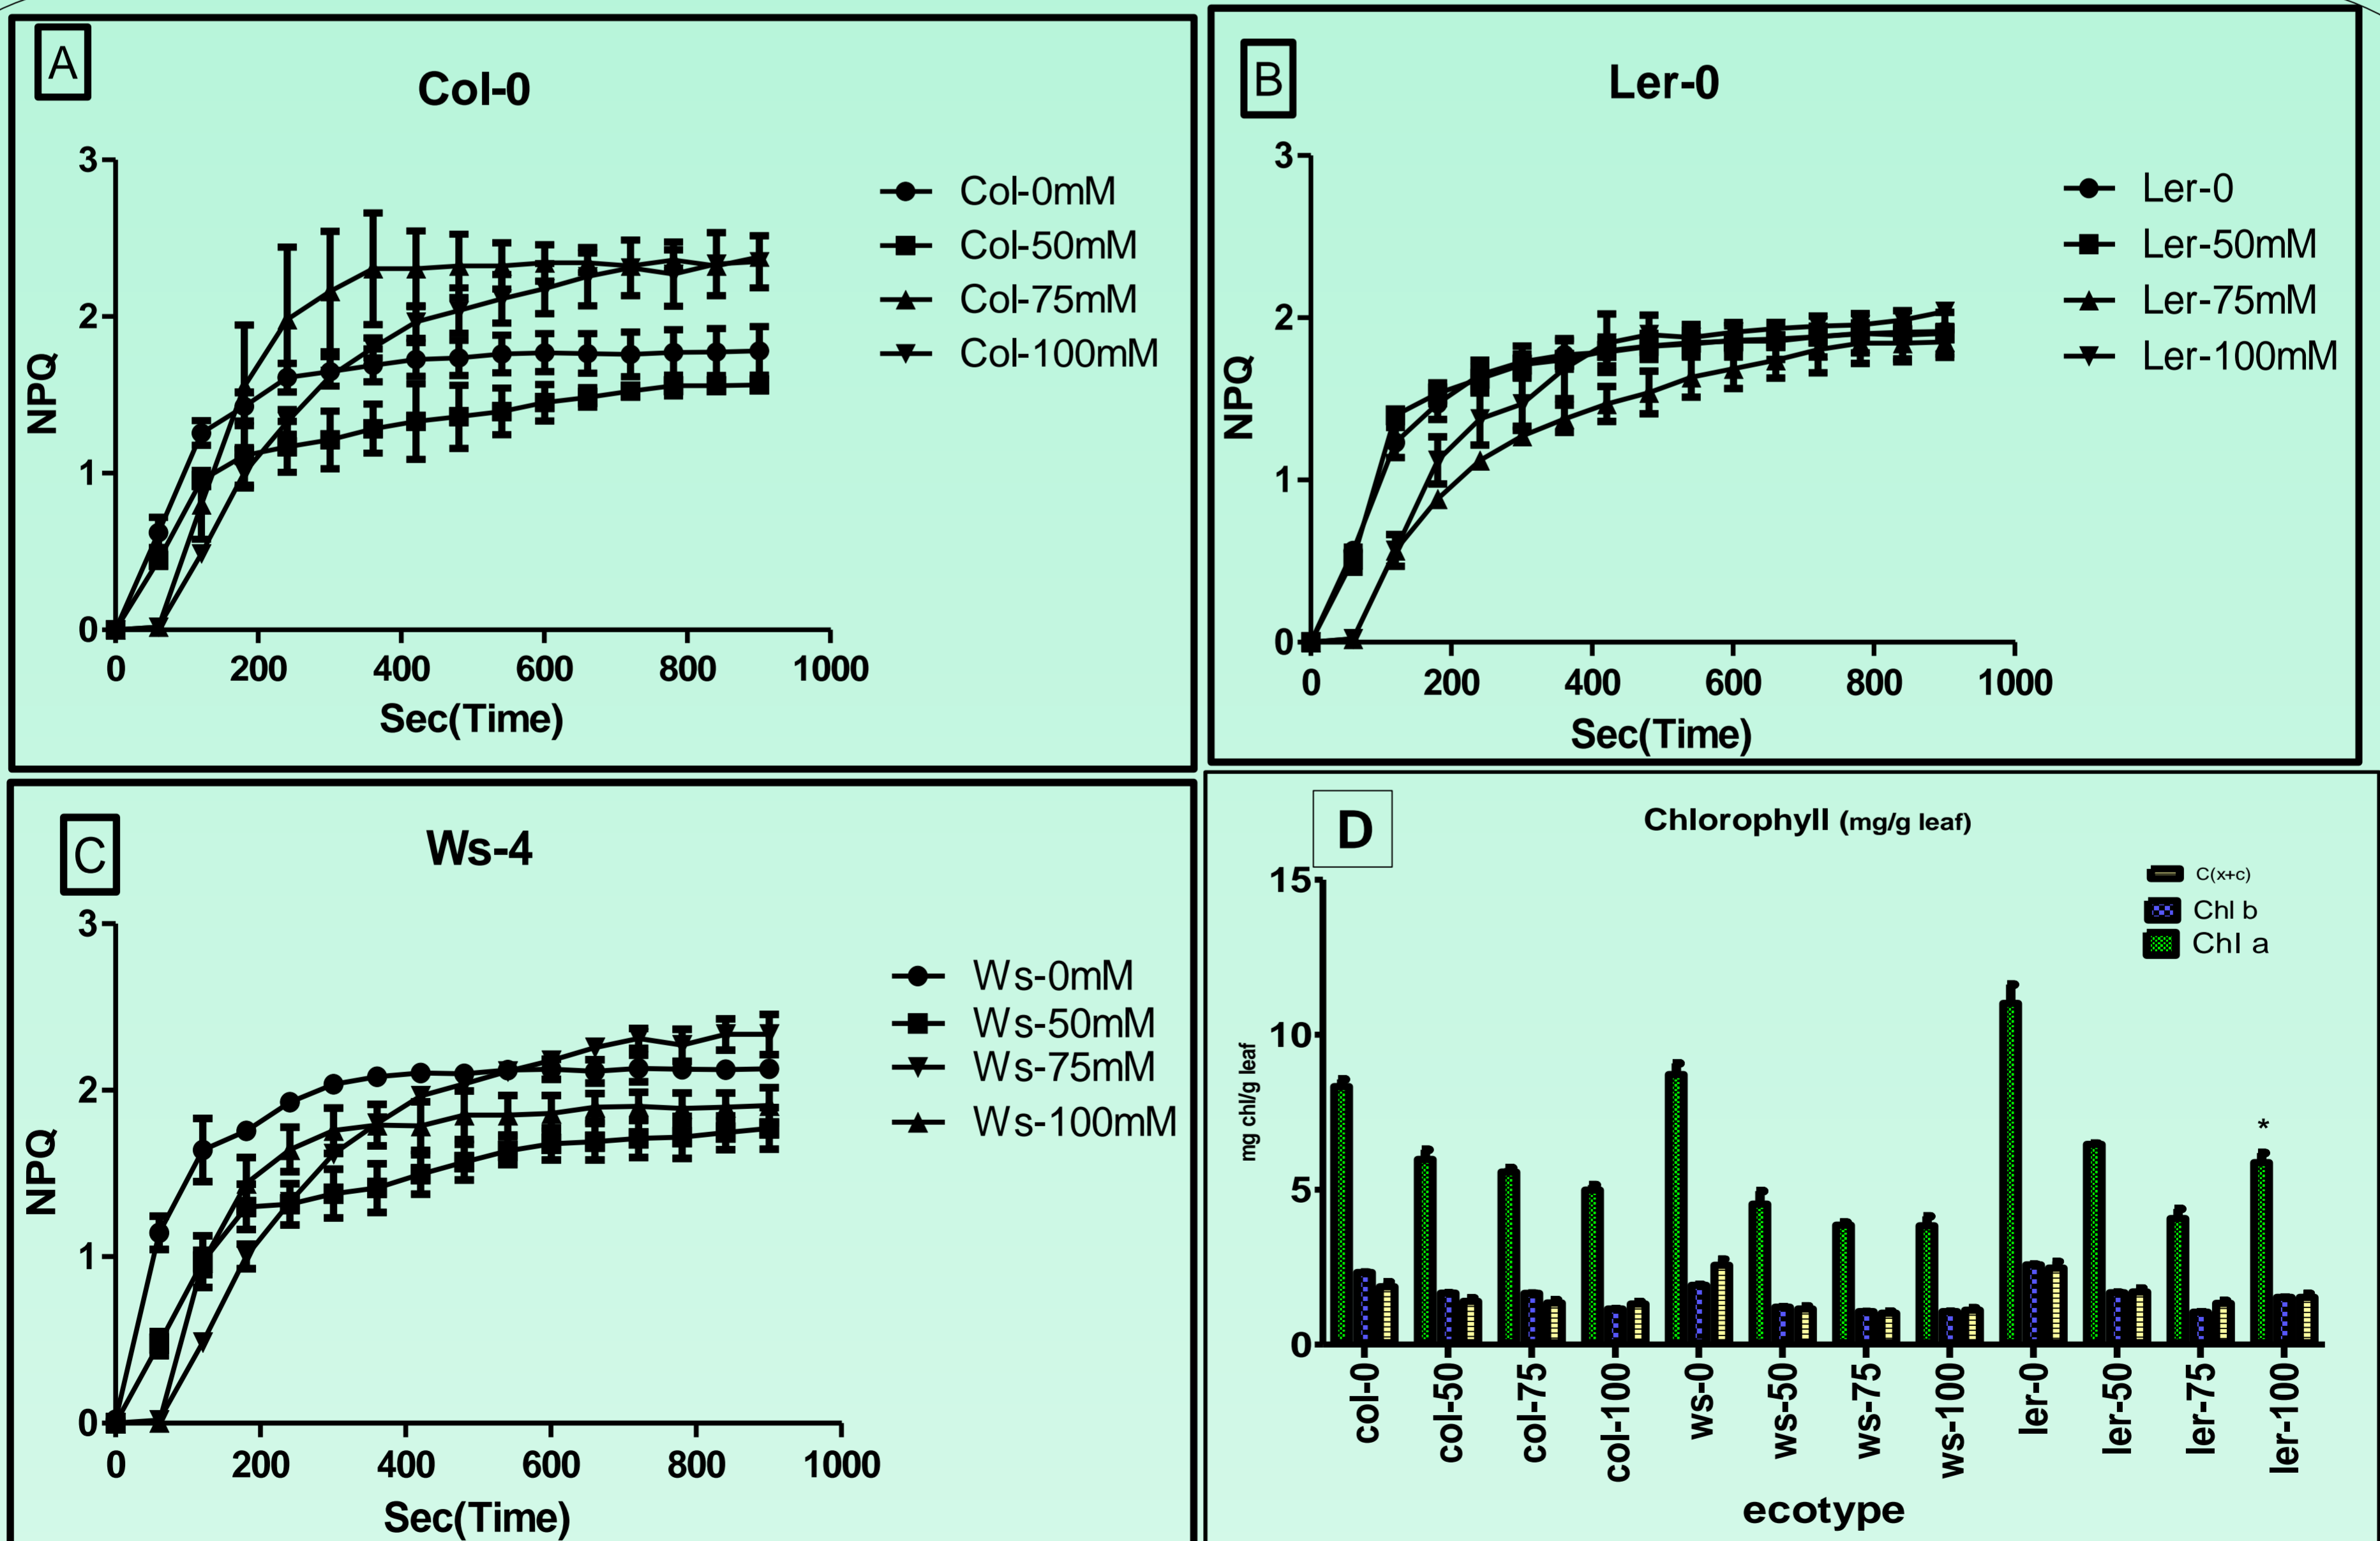 A
Col-0
3
2
1
0
NPQ
0 200 400 600 800 1000
Sec(Time)
Col-0mM
Col-50mM
Col-75mM
Col-100mM
B
Ler-0
3
2
1
0
NPQ
0 200 400 600 800 1000
Sec(Time)
Ler-0
Ler-50mM
Ler-75mM
Ler-100mM
C
Ws-4
3
2
1
0
NPQ
0 200 400 600 800 1000
Sec(Time)
Ws-0mM
Ws-50mM
Ws-75mM
Ws-100mM
D
Chlorophyll (mg/g leaf)
C(x+c)
Chl b
Chl a
15
10
5
0
mg chl/g leaf
*
col-0
col-50
col-75
col-100
ws-0
ws-50
ws-75
ws-100
ler-0
ler-50
ler-75
ler-100
ecotype